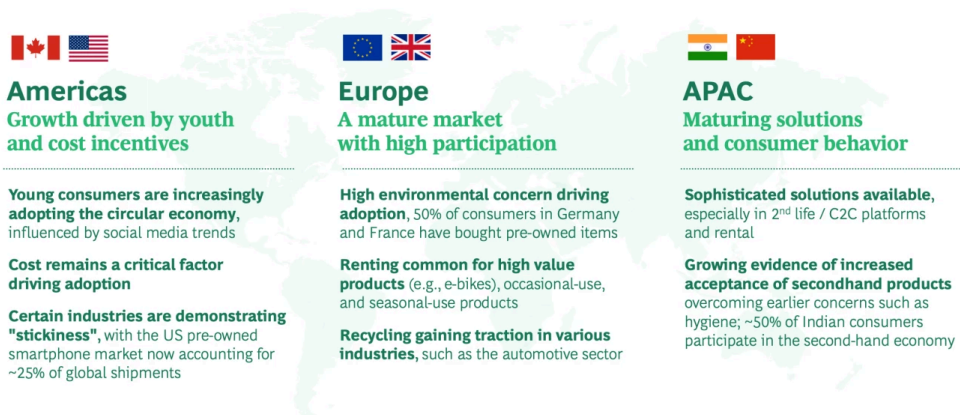 Americas
Growth driven by youth
and cost incentives
Young consumers are increasingly
adopting the circular economy,
influenced by social media trends
Cost remains a critical factor
driving adoption
Certain industries are demonstrating
"stickiness", with the US pre-owned
smartphone market now accounting for
~25% of global shipments
Europe
A mature market
with high participation
High environmental concern driving
adoption, 50% of consumers in Germany
and France have bought pre-owned items
Renting common for high value
products (e.g., e-bikes), occasional-use,
and seasonal-use products
Recycling gaining traction in various
industries, such as the automotive sector
APAC
Maturing solutions
and consumer behavior
Sophisticated solutions available,
especially in 2nd life / C2C platforms
and rental
Growing evidence of increased
acceptance of secondhand products
overcoming earlier concerns such as
hygiene; ~50% of Indian consumers
participate in the second-hand economy